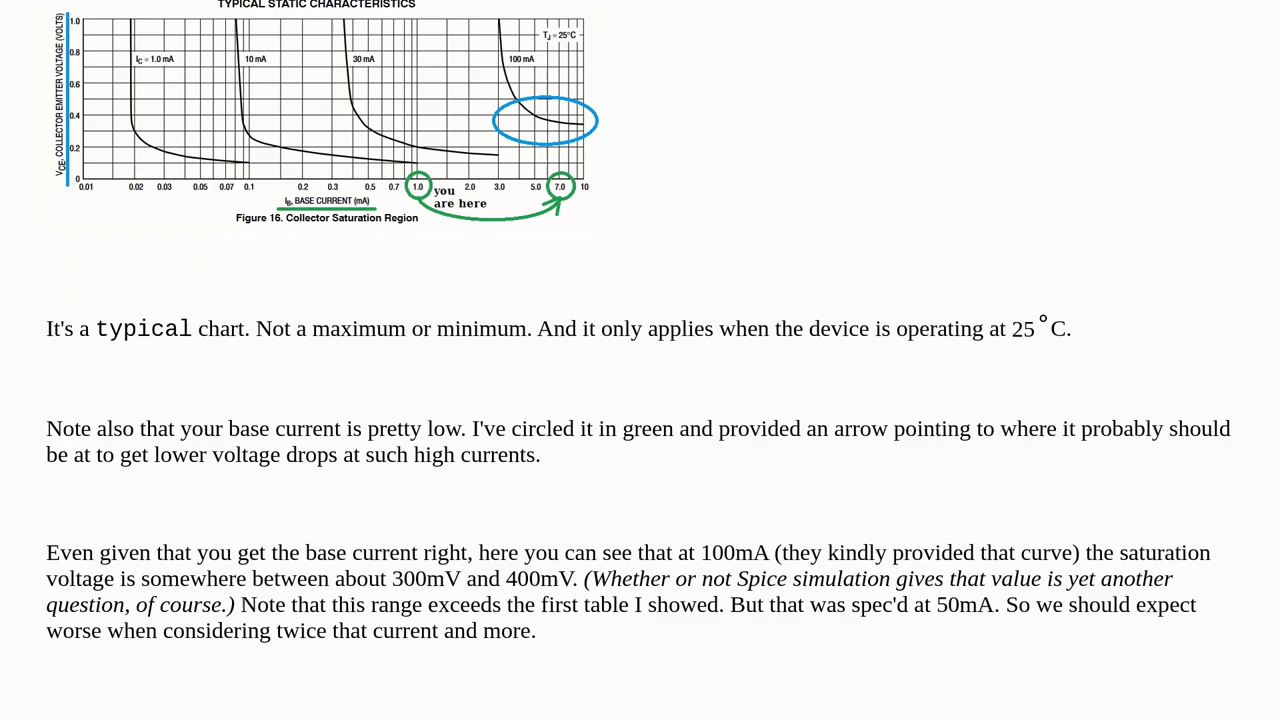 TYPICAL STATIC CHARACTERISTICS
VCE, COLLECTOR EMITTER VOLTAGE (VOLTS)
1.0
0.8
0.6
0.4
0.2
0
IC = 1.0 mA
10 mA
30 mA
100 mA
TJ = 25°C
0.01 0.02 0.03 0.05 0.07 0.1 0.2 0.3 0.5 0.7 1.0 2.0 3.0 5.0 7.0 10
you
are here
IB, BASE CURRENT (mA)
Figure 16. Collector Saturation Region
It's a typical chart. Not a maximum or minimum. And it only applies when the device is operating at 25°C.
Note also that your base current is pretty low. I've circled it in green and provided an arrow pointing to where it probably should
be at to get lower voltage drops at such high currents.
Even given that you get the base current right, here you can see that at 100mA (they kindly provided that curve) the saturation
voltage is somewhere between about 300mV and 400mV. (Whether or not Spice simulation gives that value is yet another
question, of course.) Note that this range exceeds the first table I showed. But that was spec'd at 50mA. So we should expect
worse when considering twice that current and more.